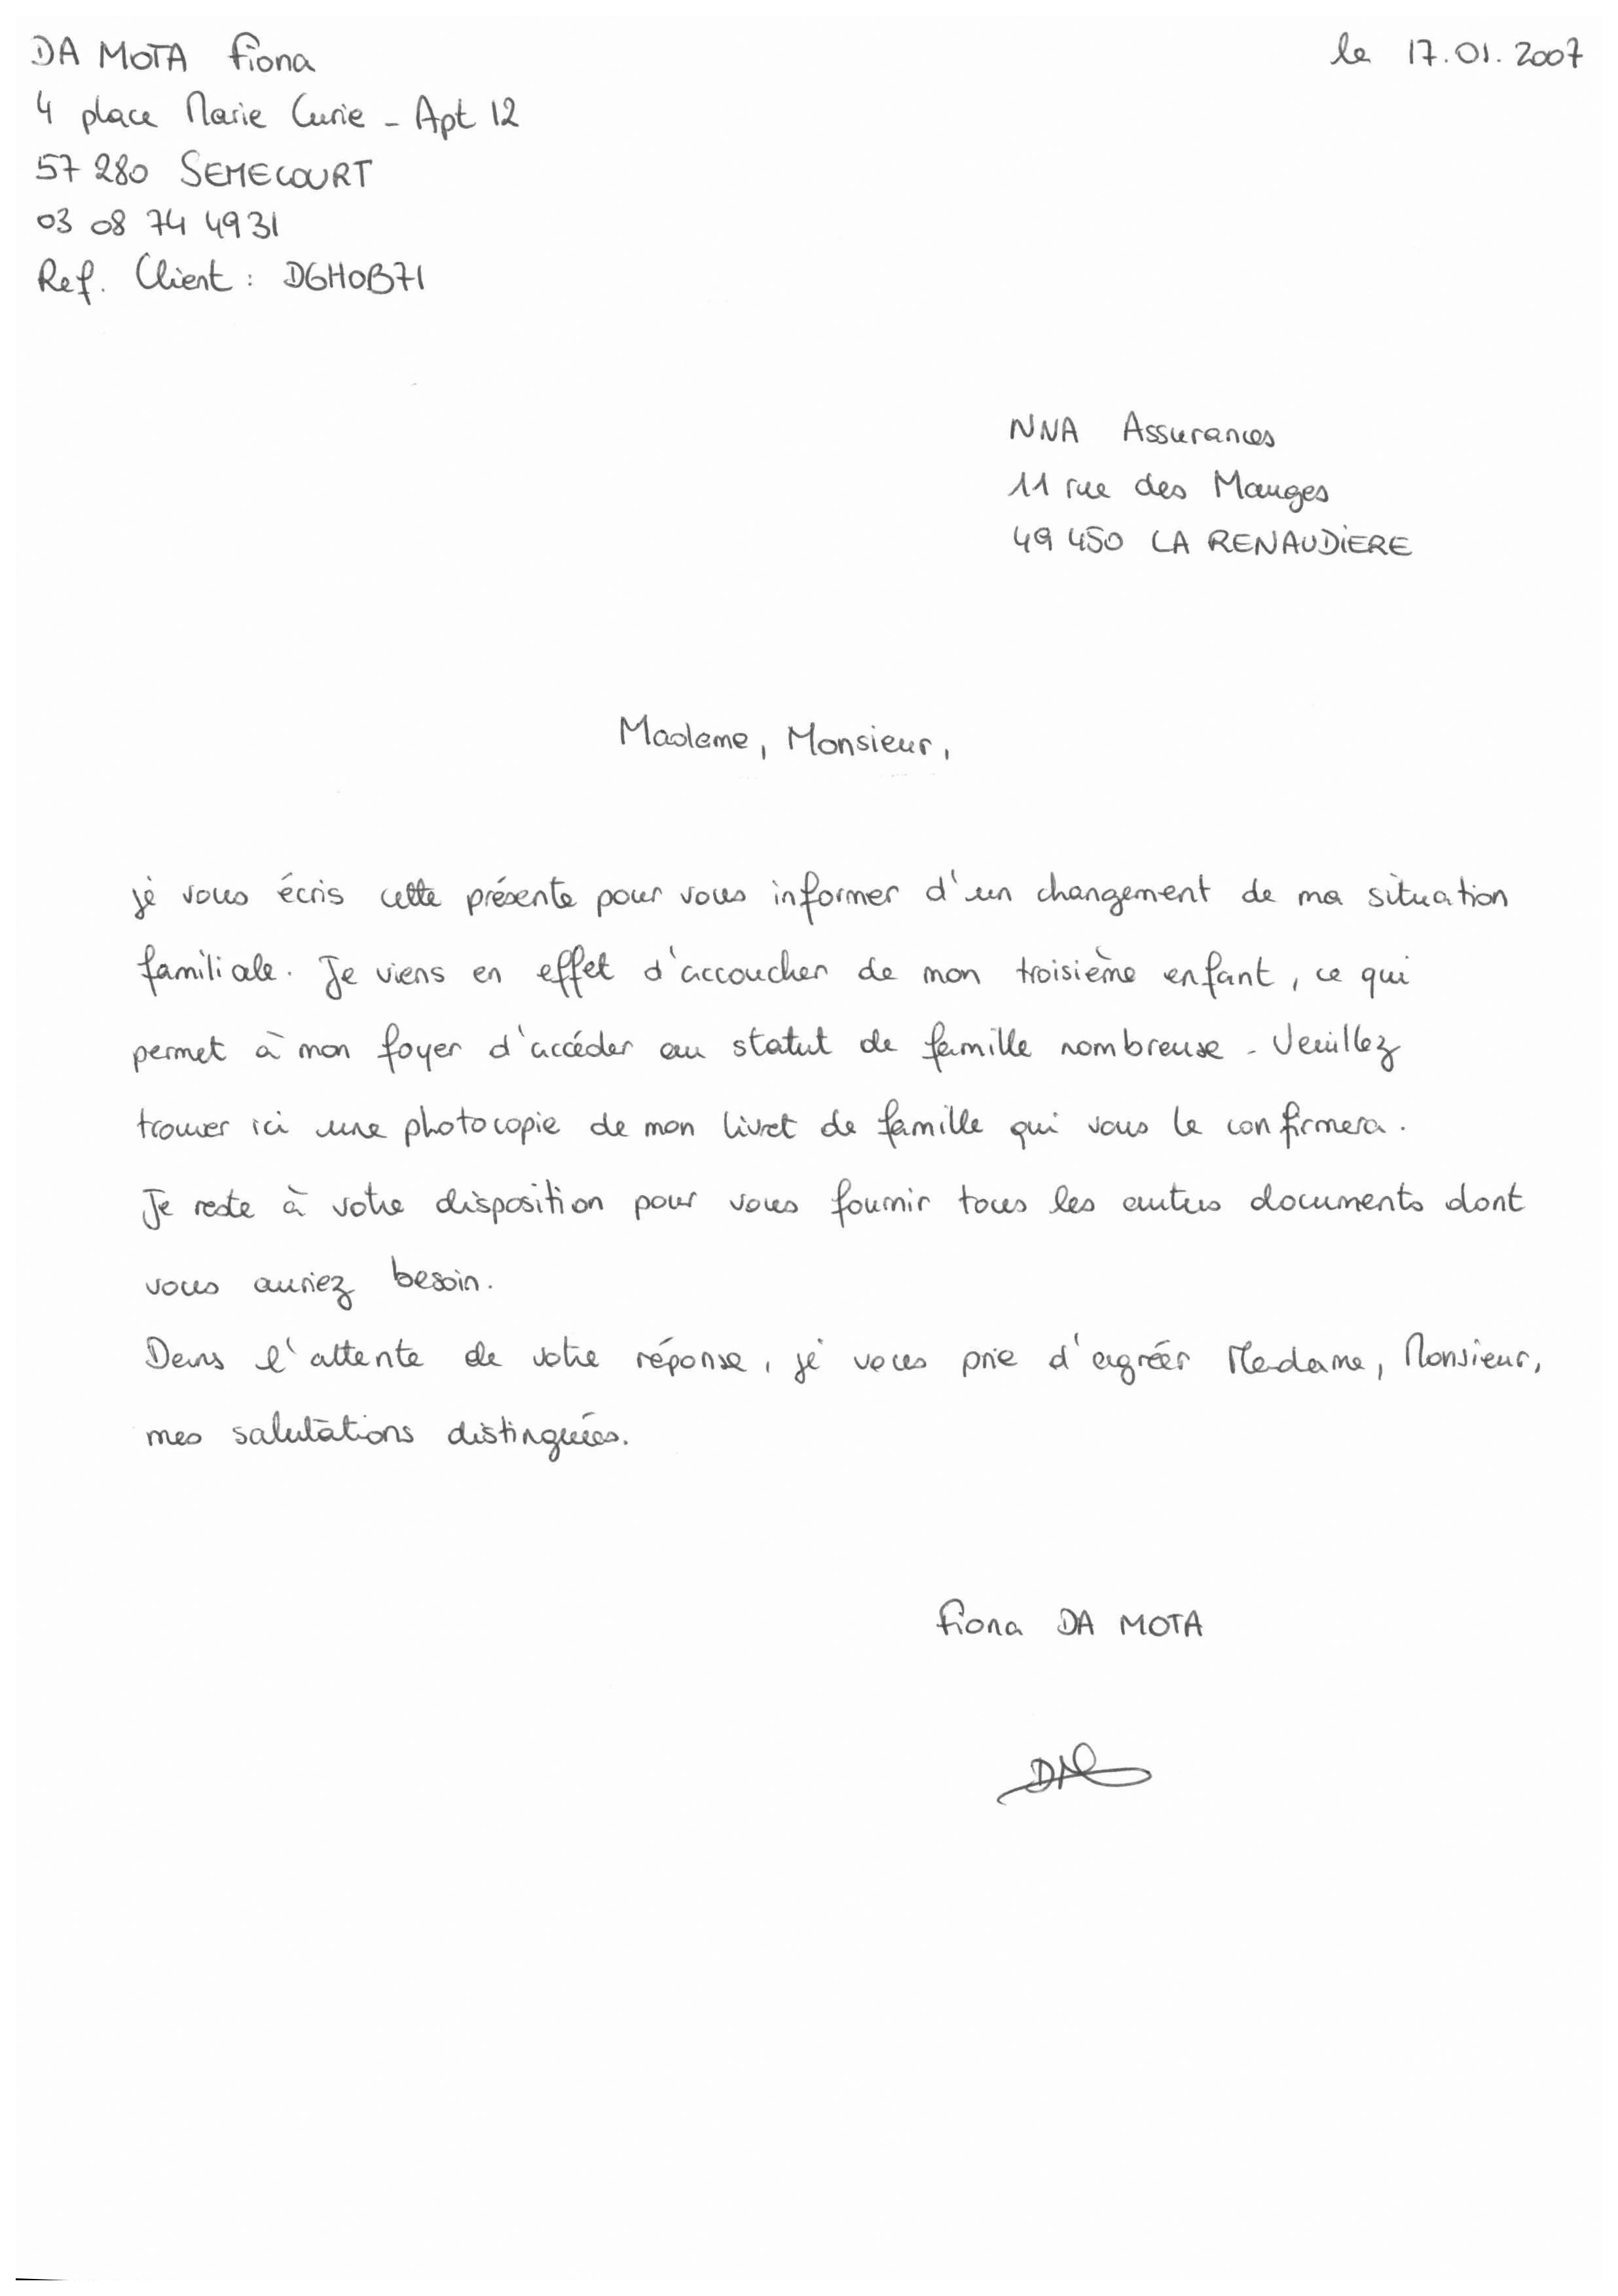 DA MOTA Fiona
le 17.01.2007
4 place Marie Curie - Apt 12
57 280 SEMECOURT
03 08 74 49 31
Ref. Client : DGHOB71
NNA Assurances
11 rue des Mauges
49 450 LA RENAUDIERE
Madame, Monsieur,
je vous écris cette présente pour vous informer d'un changement de ma situation
familiale. Je viens en effet d'accoucher de mon troisième enfant, ce qui
permet à mon foyer d'accéder au statut de famille nombreuse. Veuillez
trouver ici une photocopie de mon livret de famille qui vous le confirmera.
Je reste à votre disposition pour vous fournir tous les autres documents dont
vous auriez besoin.
Dans l'attente de votre réponse, je vous prie d'agréer Madame, Monsieur,
mes salutations distinguées.
Fiona DA MOTA